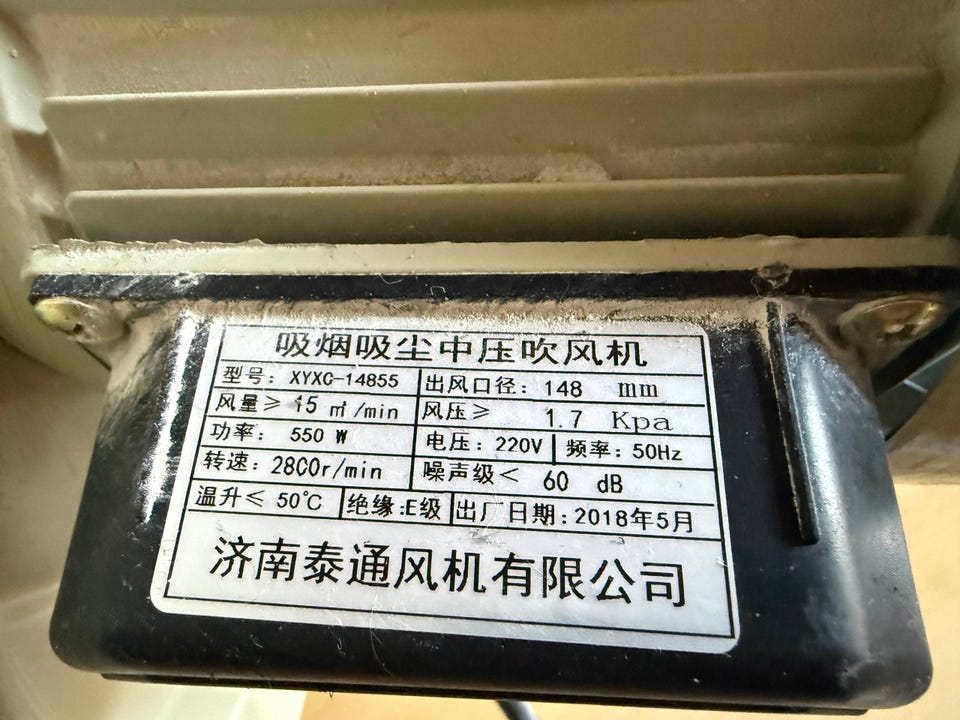 吸烟吸尘中压吹风机
型号: XYXC-14855 出风口径: 148 mm
风量≥ 15 m³/min 风压≥ 1.7 Kpa
功率: 550 W 电压: 220V 频率: 50Hz
转速: 2800r/min 噪声级< 60 dB
温升≤ 50℃ 绝缘:E级 出厂日期:2018年5月
济南泰通风机有限公司